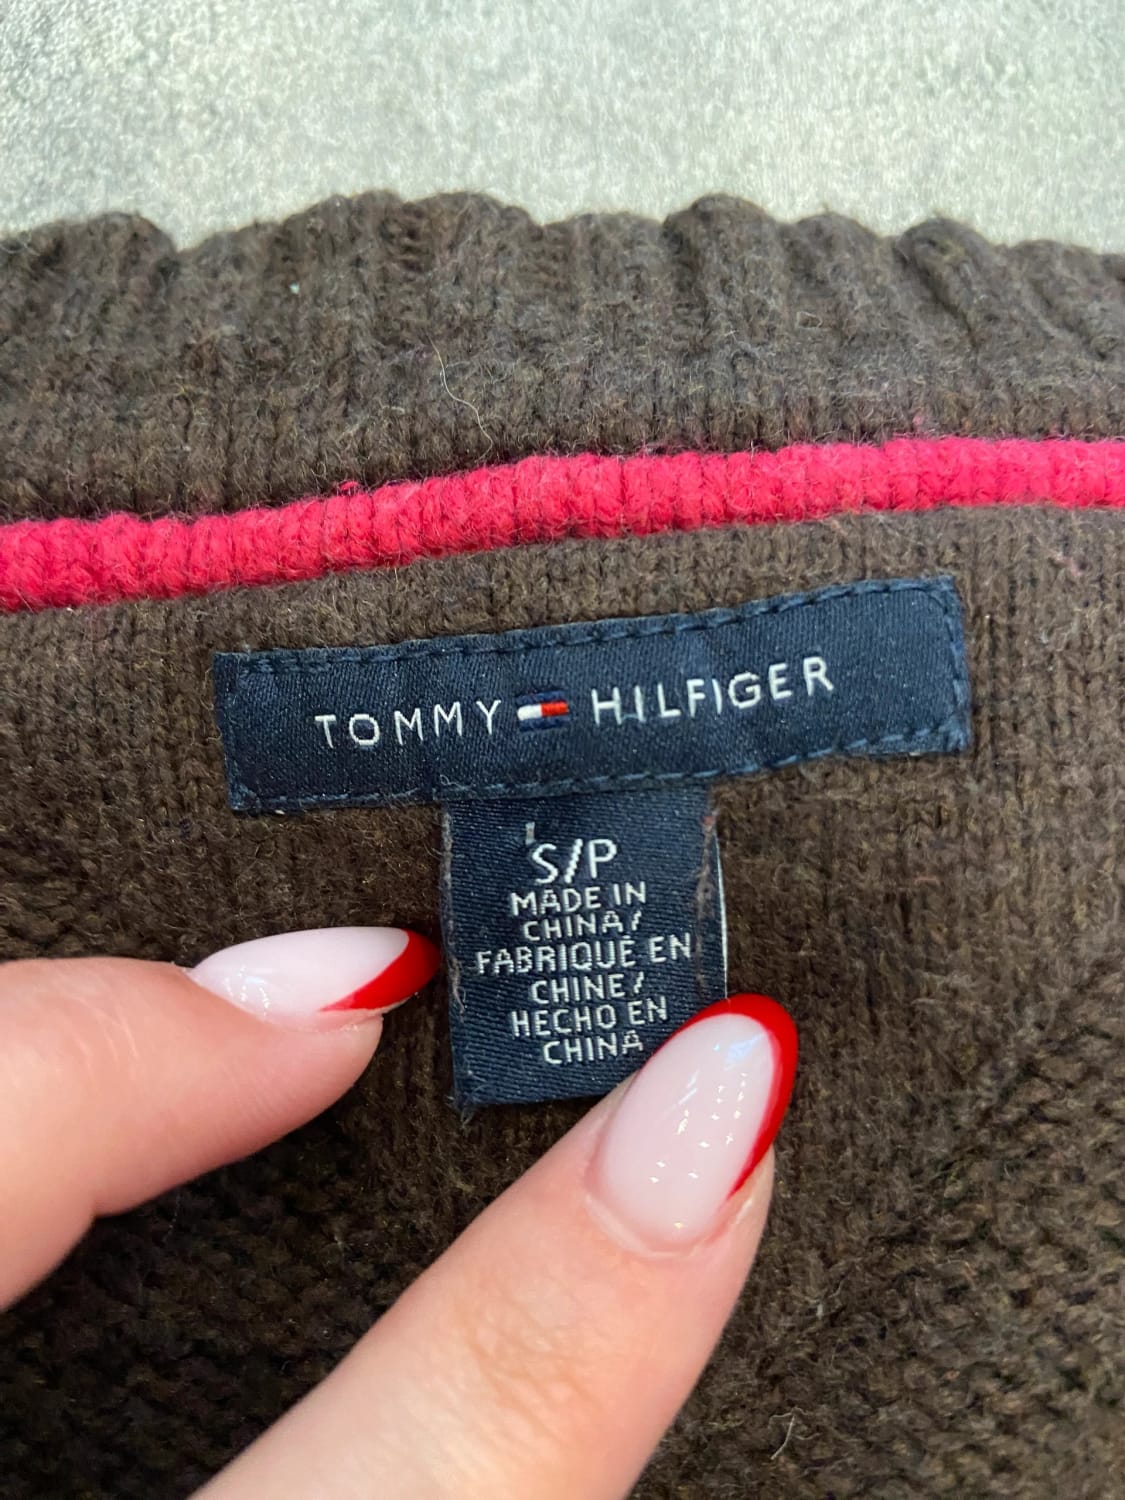 TOMMY HILFIGER
S/P
MADE IN
CHINA/
FABRIQUÉ EN
CHINE/
HECHO EN
CHINA